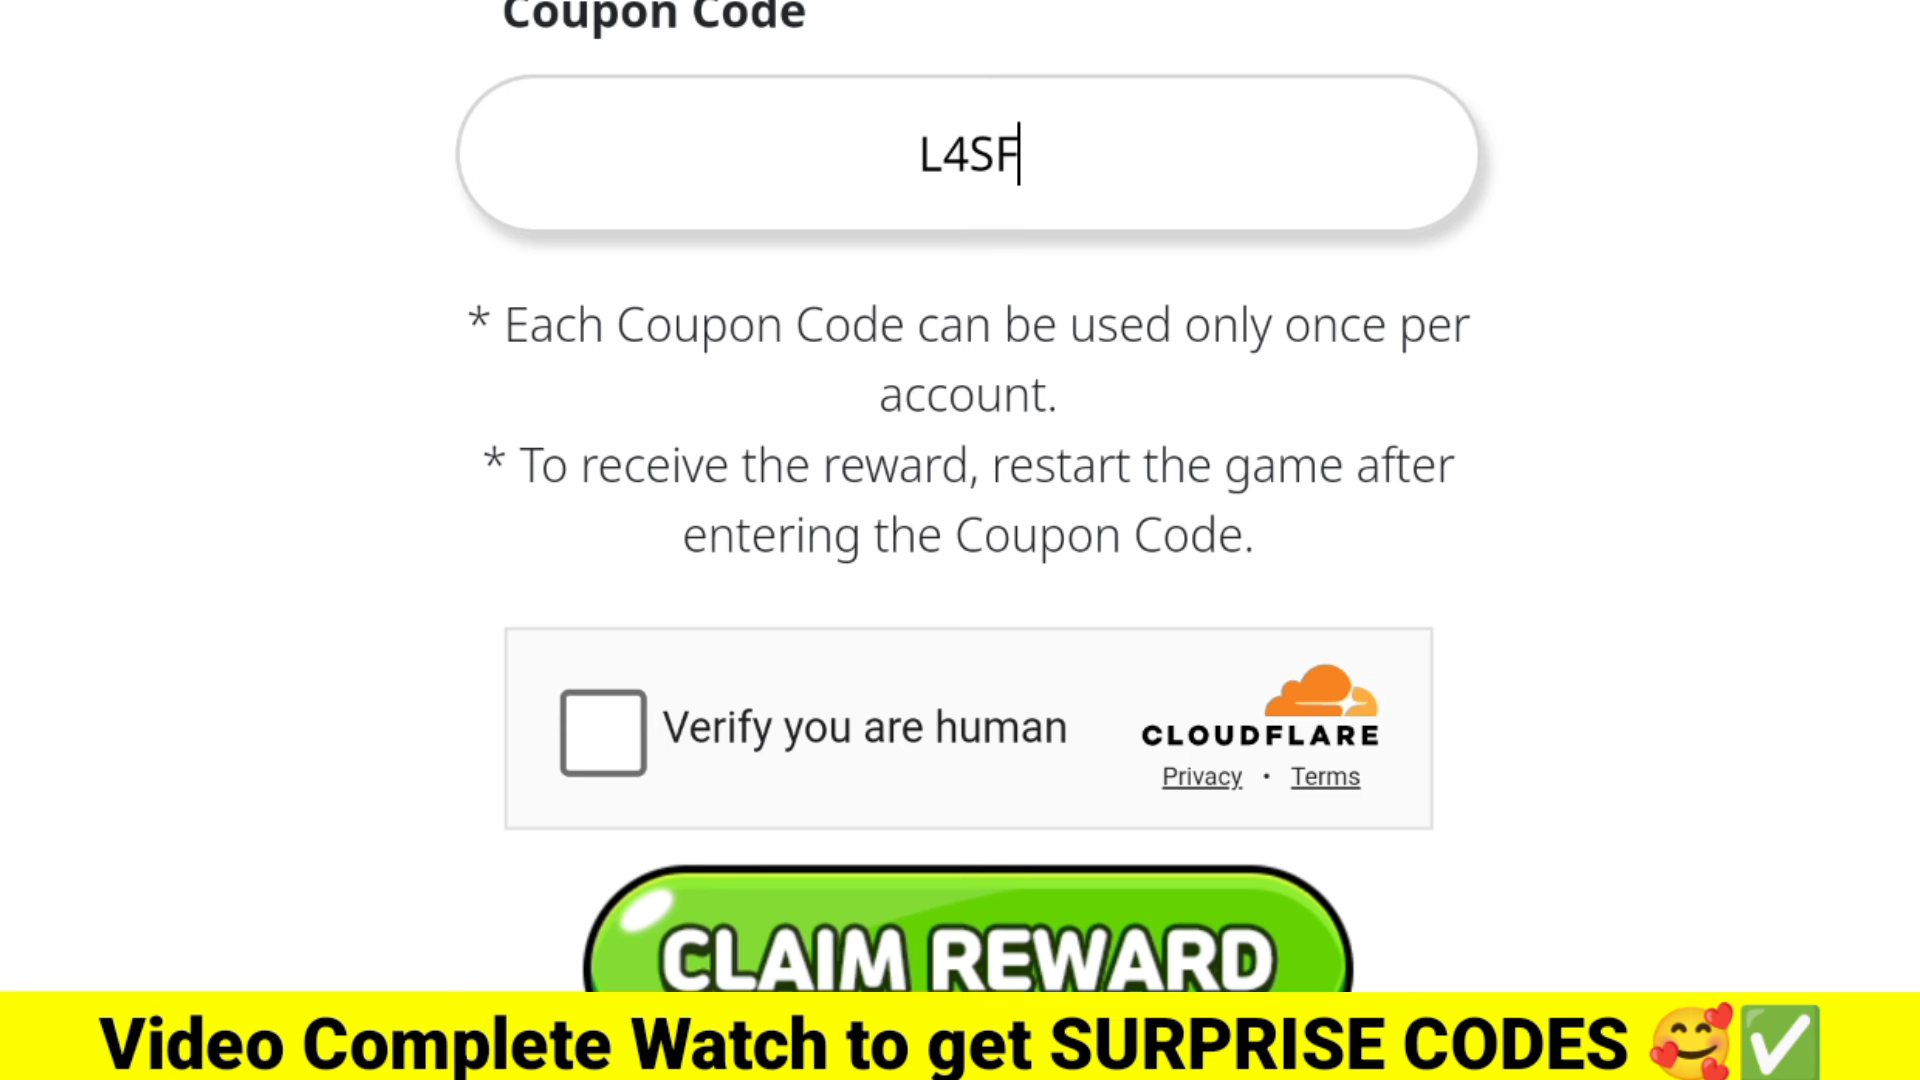 Coupon Code
L4SF
* Each Coupon Code can be used only once per
account.
* To receive the reward, restart the game after
entering the Coupon Code.
Verify you are human
CLOUDFLARE
Privacy • Terms
CLAIM REWARD
Video Complete Watch to get SURPRISE CODES 🥰✅